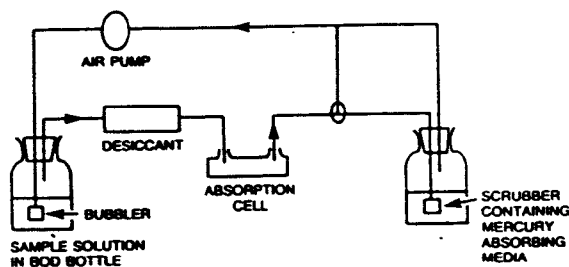 AIR PUMP
DESICCANT
ABSORPTION
CELL
BUBBLER
SAMPLE SOLUTION
IN BOD BOTTLE
SCRUBBER
CONTAINING
MERCURY
ABSORBING
MEDIA